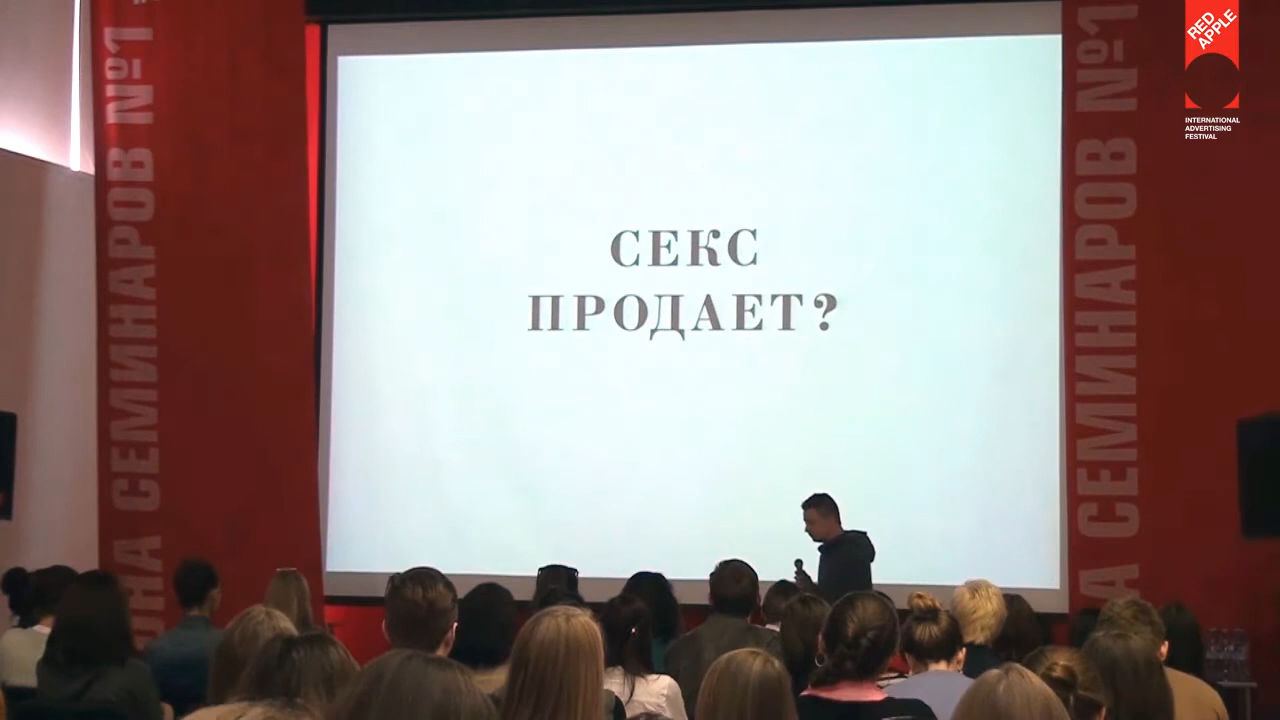 СЕКС
ПРОДАЕТ?
СЕМИНАРОВ №1
СЕМИНАРОВ №1
RED
APPLE
INTERNATIONAL
ADVERTISING
FESTIVAL